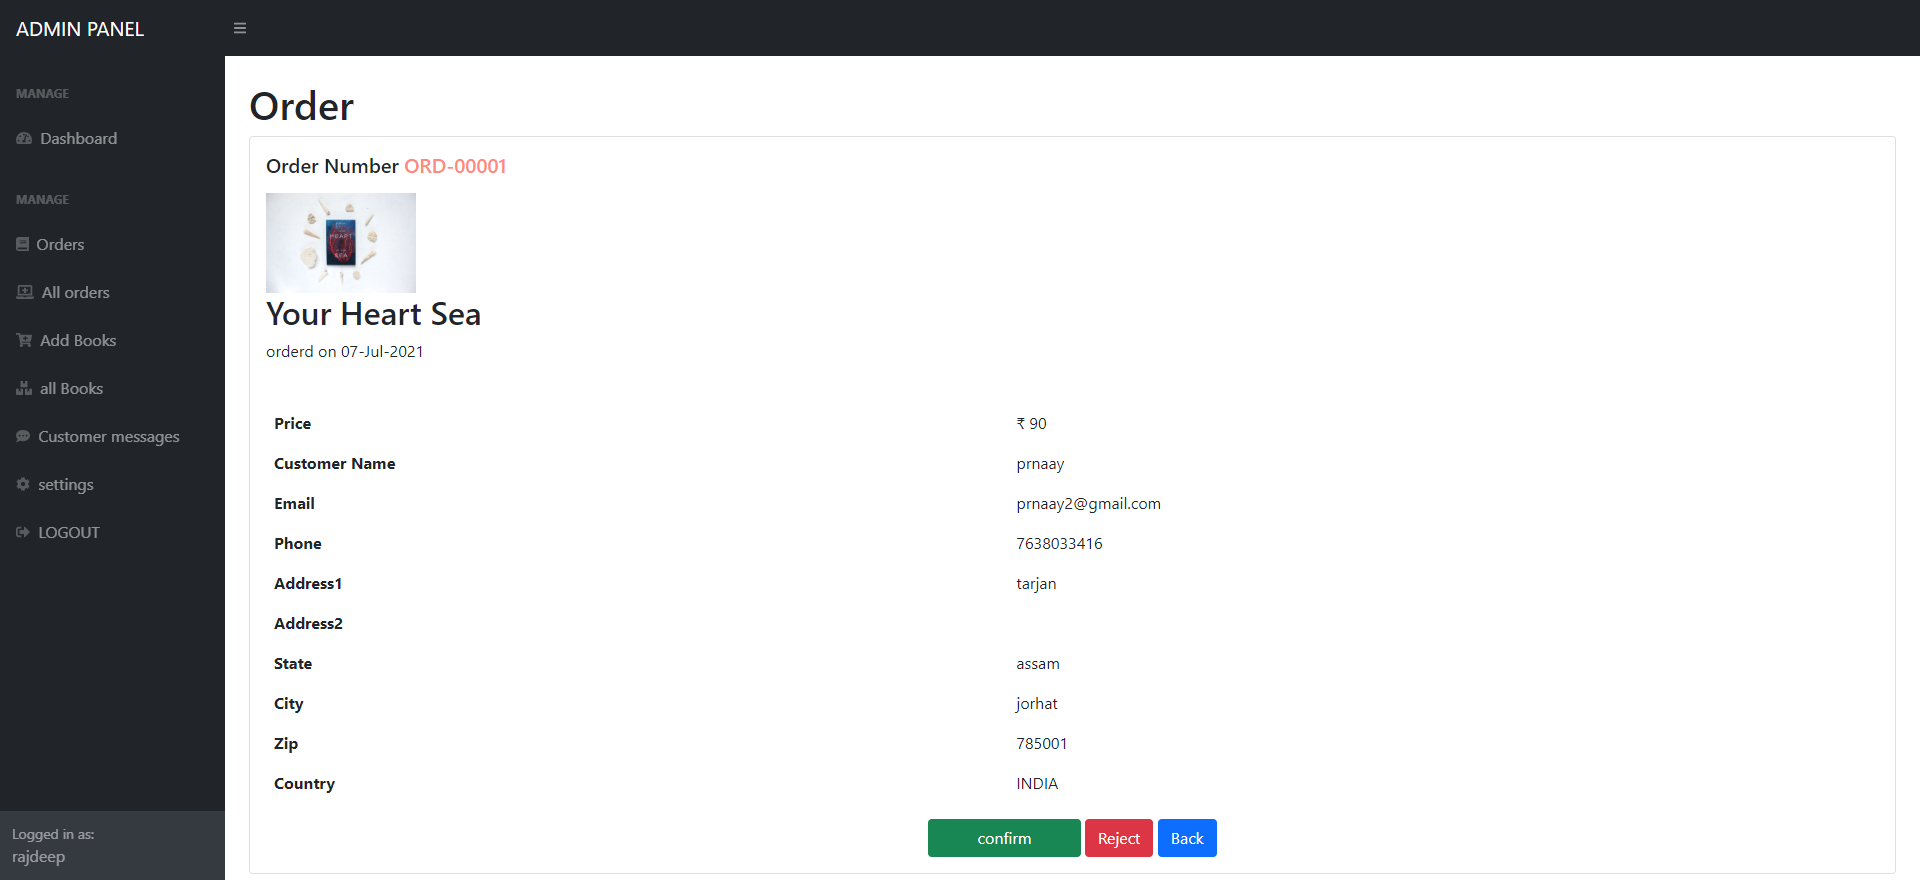 ADMIN PANEL
MANAGE
Dashboard
MANAGE
Orders
All orders
Add Books
all Books
Customer messages
settings
LOGOUT
Logged in as:
rajdeep
Order
Order Number ORD-00001
HEART
SEA
Your Heart Sea
orderd on 07-Jul-2021
Price ₹ 90
Customer Name prnaay
Email prnaay2@gmail.com
Phone 7638033416
Address1 tarjan
Address2
State assam
City jorhat
Zip 785001
Country INDIA
confirm Reject Back